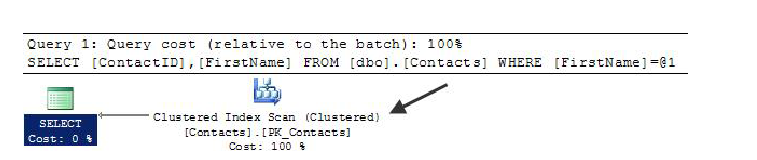 Query 1: Query cost (relative to the batch): 100%
SELECT [ContactID],[FirstName] FROM [dbo].[Contacts] WHERE [FirstName]=@1
SELECT
Cost: 0 %
Clustered Index Scan (Clustered)
[Contacts].[PK_Contacts]
Cost: 100 %